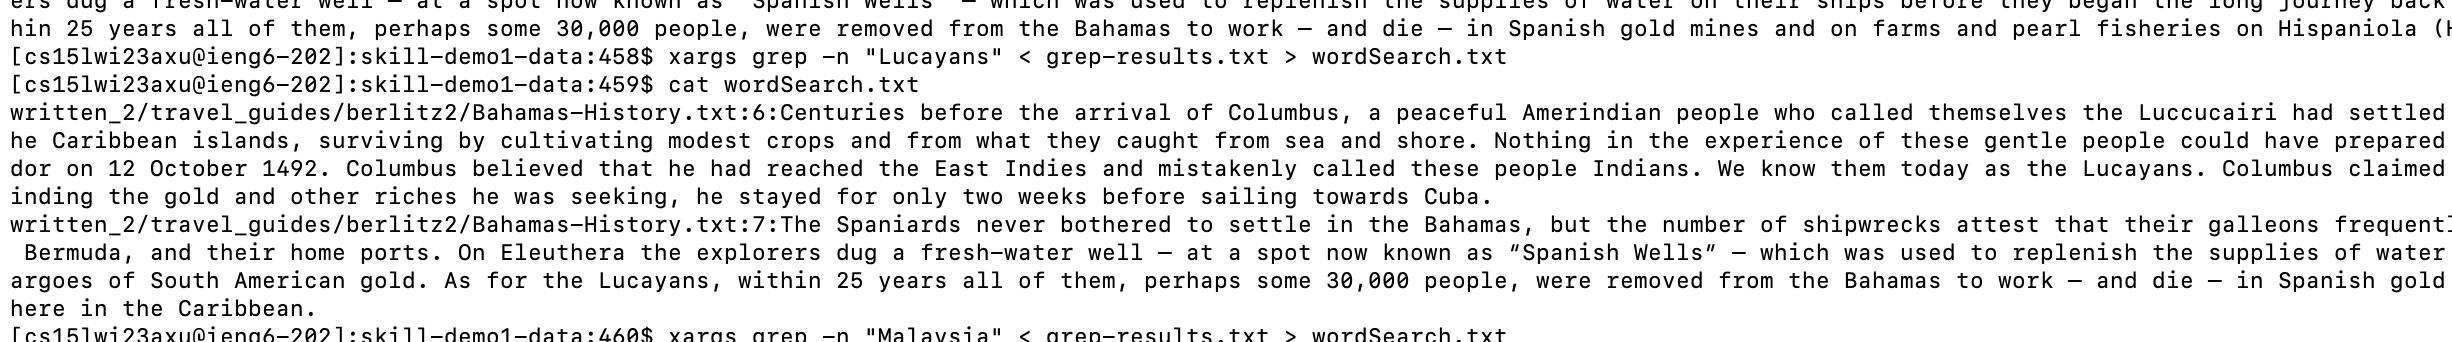 ers dug a fresh-water well — at a spot now known as “Spanish Wells” — which was used to replenish the supplies of water on their ships before they began the long journey back
hin 25 years all of them, perhaps some 30,000 people, were removed from the Bahamas to work — and die — in Spanish gold mines and on farms and pearl fisheries on Hispaniola (
[cs15lwi23axu@ieng6-202]:skill-demo1-data:458$ xargs grep -n "Lucayans" < grep-results.txt > wordSearch.txt
[cs15lwi23axu@ieng6-202]:skill-demo1-data:459$ cat wordSearch.txt
written_2/travel_guides/berlitz2/Bahamas-History.txt:6:Centuries before the arrival of Columbus, a peaceful Amerindian people who called themselves the Luccucairi had settled
he Caribbean islands, surviving by cultivating modest crops and from what they caught from sea and shore. Nothing in the experience of these gentle people could have prepared
dor on 12 October 1492. Columbus believed that he had reached the East Indies and mistakenly called these people Indians. We know them today as the Lucayans. Columbus claimed
inding the gold and other riches he was seeking, he stayed for only two weeks before sailing towards Cuba.
written_2/travel_guides/berlitz2/Bahamas-History.txt:7:The Spaniards never bothered to settle in the Bahamas, but the number of shipwrecks attest that their galleons frequentl
Bermuda, and their home ports. On Eleuthera the explorers dug a fresh-water well — at a spot now known as “Spanish Wells” — which was used to replenish the supplies of water
argoes of South American gold. As for the Lucayans, within 25 years all of them, perhaps some 30,000 people, were removed from the Bahamas to work — and die — in Spanish gold
here in the Caribbean.
[cs15lwi23axu@ieng6-202]:skill-demo1-data:460$ xargs grep -n "Malaysia" < grep-results.txt > wordSearch.txt